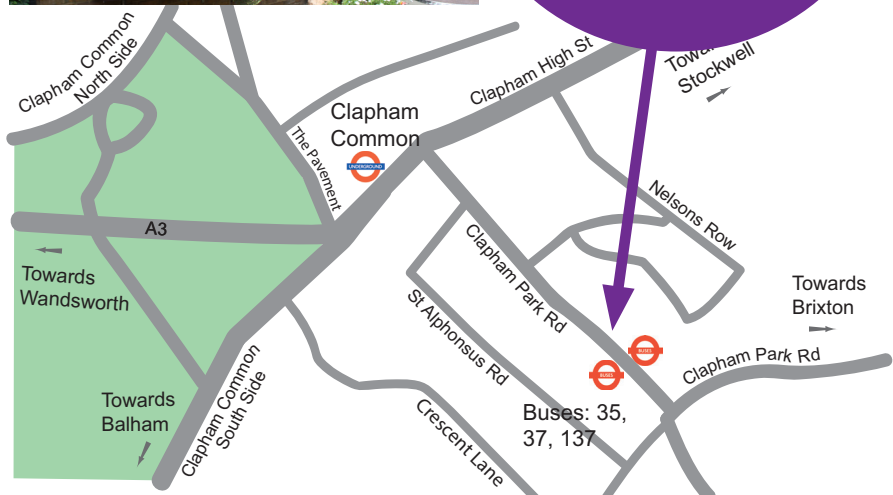 Clapham Common
North Side
Clapham High St
Stockwell
Clapham
Common
UNDERGROUND
The Pavement
Nelsons Row
A3
Towards
Wandsworth
Clapham Park Rd
Towards
Brixton
St Alphonsus Rd
BUSES
BUSES
Clapham Park Rd
Clapham Common
South Side
Towards
Balham
Buses: 35,
37, 137
Crescent Lane